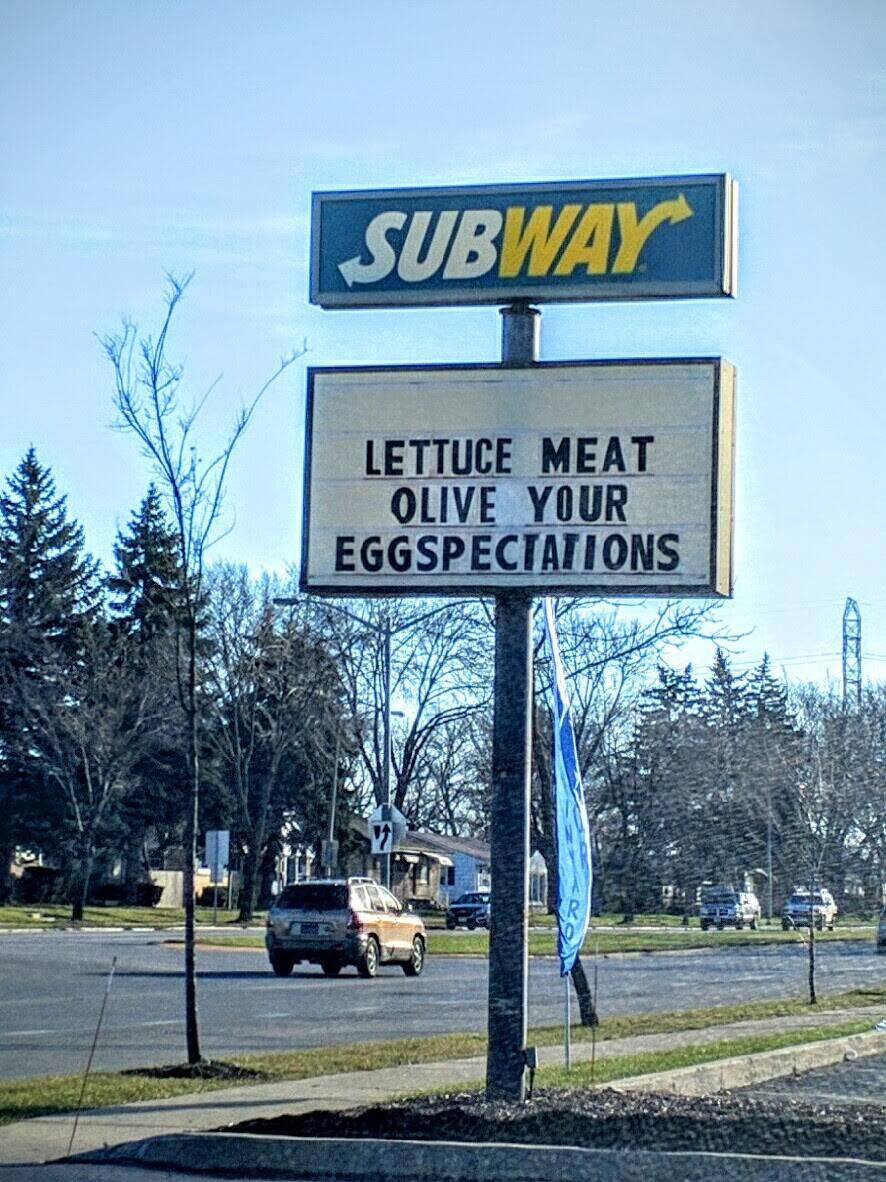 SUBWAY
LETTUCE MEAT
OLIVE YOUR
EGGSPECTATIONS